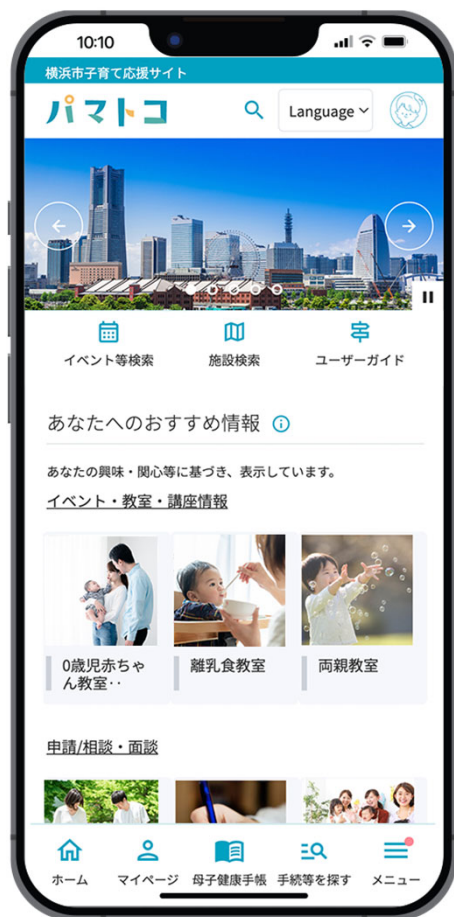 10:10
横浜市子育て応援サイト
パマトコ
Language
イベント等検索
施設検索
ユーザーガイド
あなたへのおすすめ情報
あなたの興味・関心等に基づき、表示しています。
イベント・教室・講座情報
0歳児赤ちゃ
ん教室‥
離乳食教室
両親教室
申請/相談・面談
ホーム
マイページ
母子健康手帳
手続等を探す
メニュー